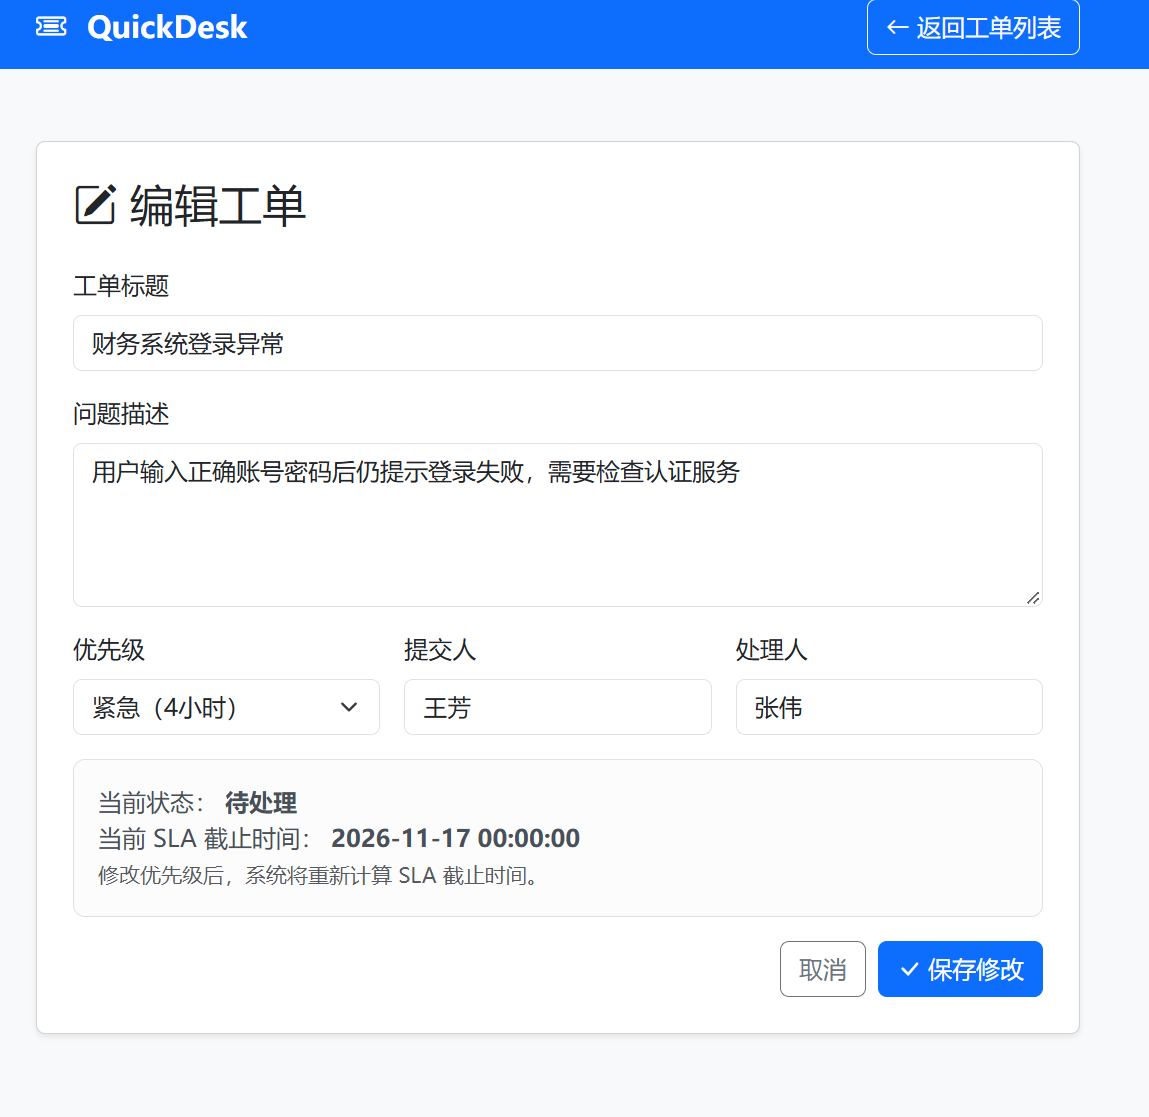 QuickDesk
← 返回工单列表
编辑工单
工单标题
财务系统登录异常
问题描述
用户输入正确账号密码后仍提示登录失败，需要检查认证服务
优先级 提交人 处理人
紧急（4小时） 王芳 张伟
当前状态： 待处理
当前 SLA 截止时间： 2026-11-17 00:00:00
修改优先级后，系统将重新计算 SLA 截止时间。
取消 保存修改